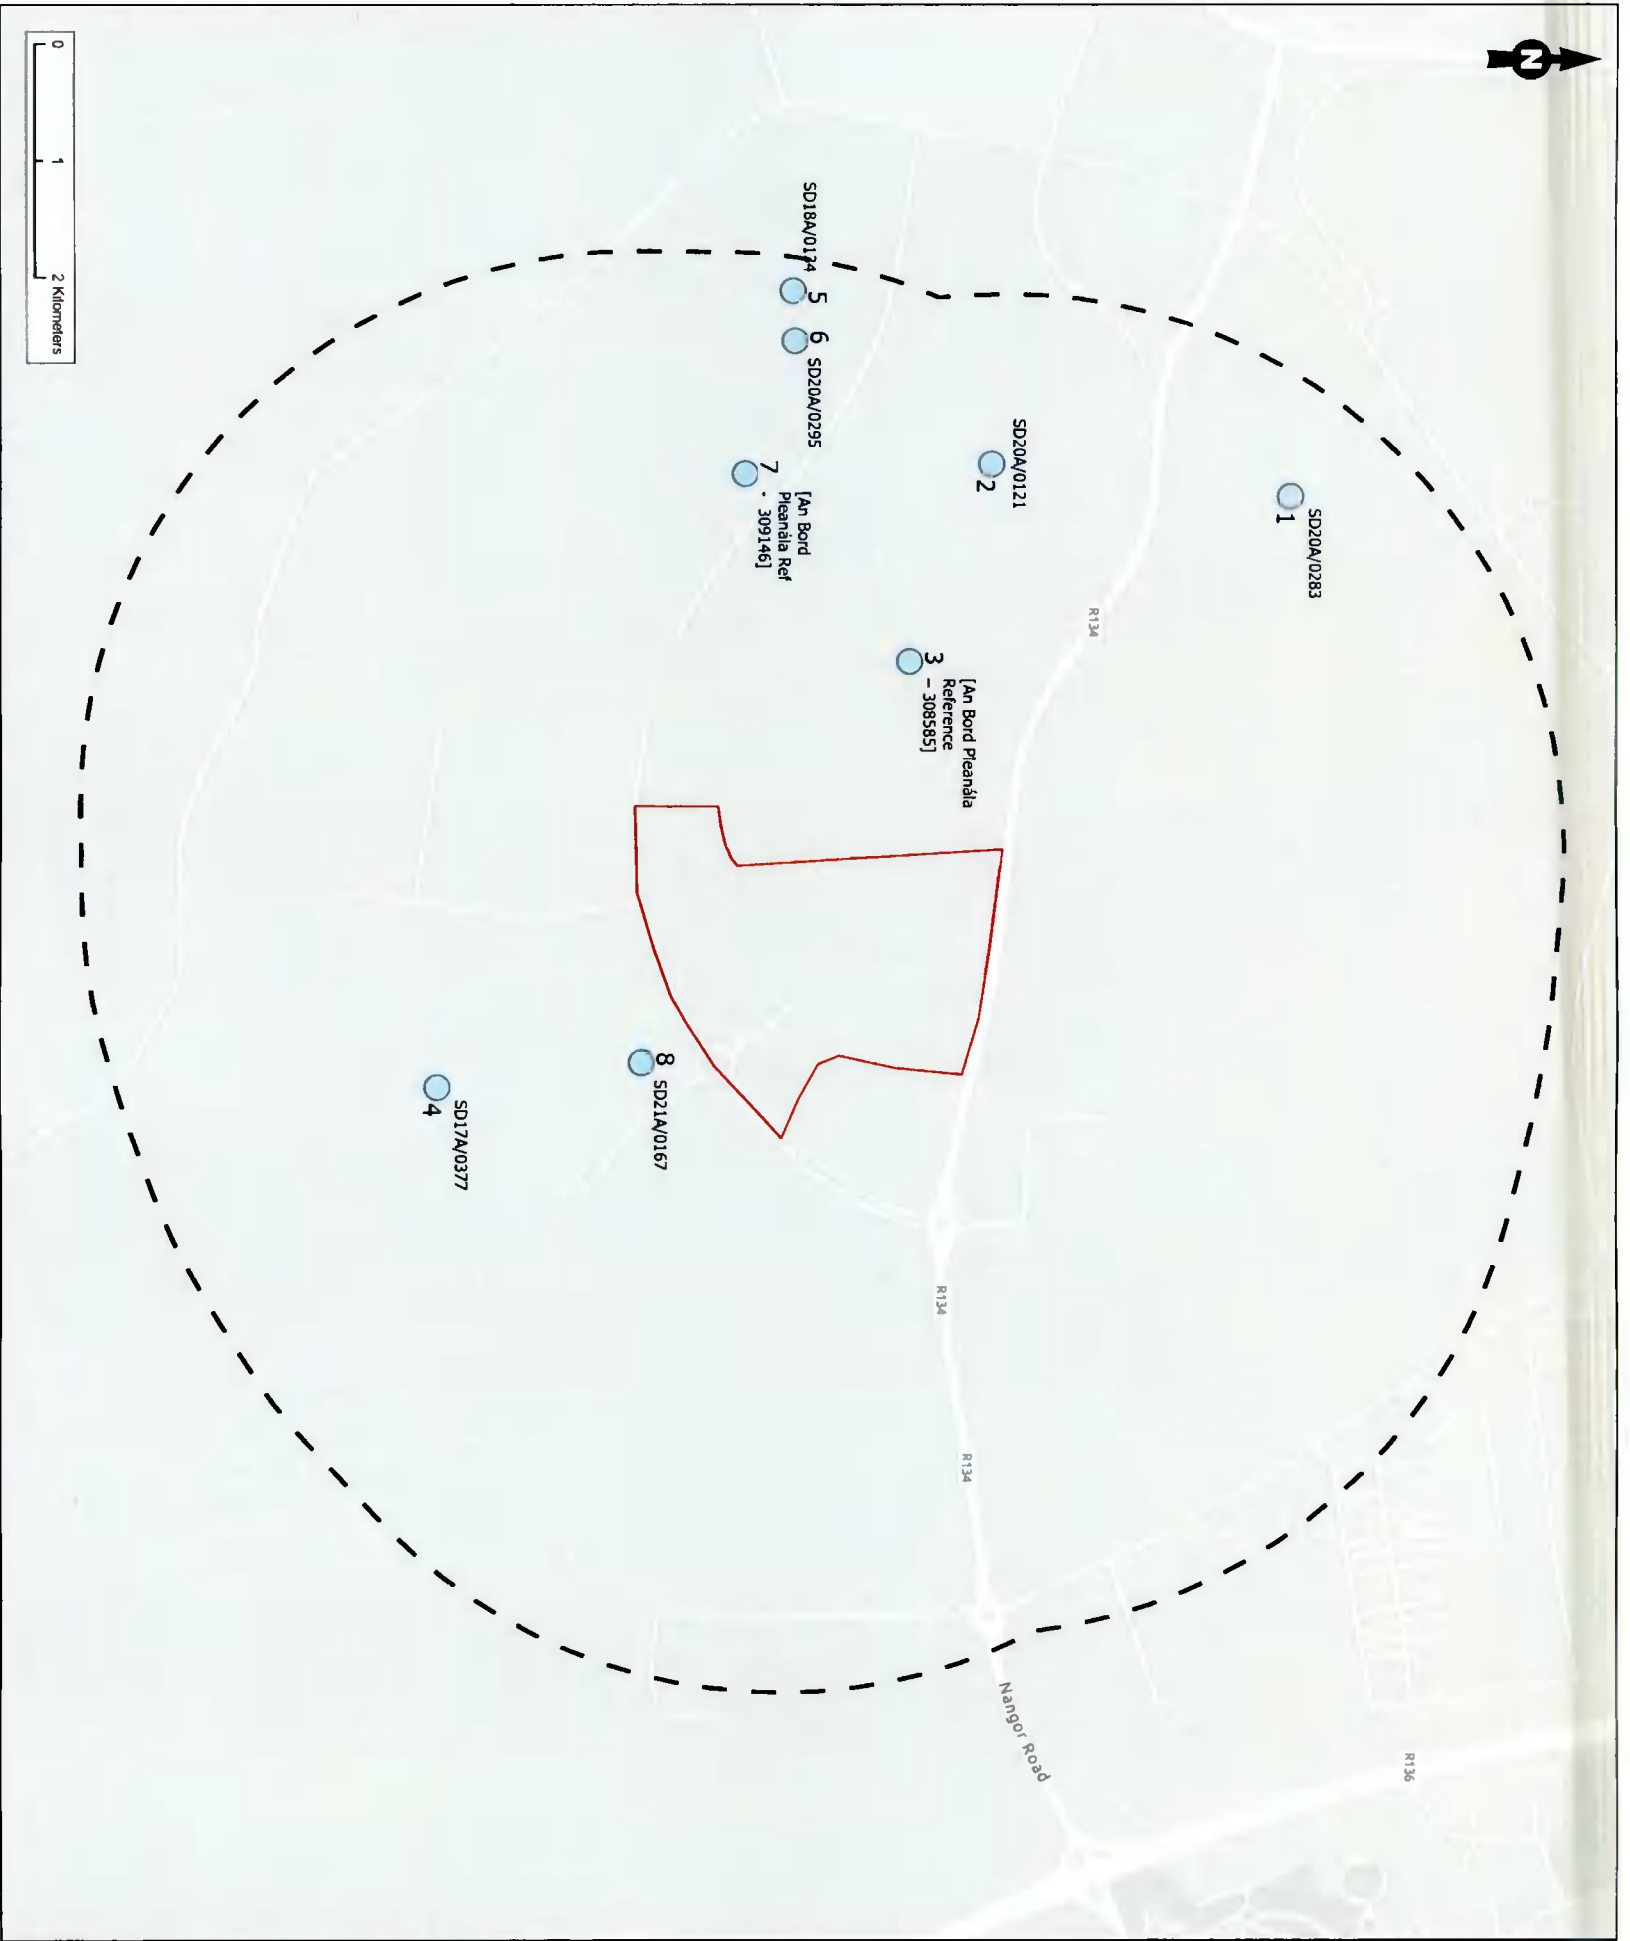 N
SD20A/0283
1
SD20A/0121
2
R134
[An Bord Pleanála
Reference
3 – 308585]
SD18A/0134
5
6
SD20A/0295
[An Bord
Pleanála Ref
7 - 309146]
8
SD21A/0167
SD17A/0377
4
R134
R134
Nangor Road
R136
0 1 2 Kilometers